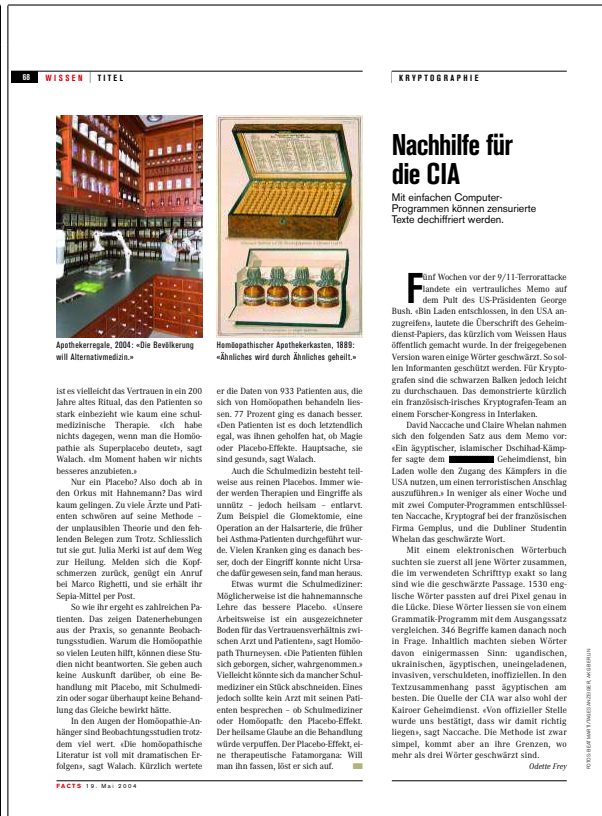 68 WISSEN TITEL
KRYPTOGRAPHIE
Apothekerregale, 2004: «Die Bevölkerung
will Alternativmedizin.»
Homöopathischer Apothekerkasten, 1889:
«Ähnliches wird durch Ähnliches geheilt.»
ist es vielleicht das Vertrauen in ein 200
Jahre altes Ritual, das den Patienten so
stark einbezieht wie kaum eine schul-
medizinische Therapie. «Ich habe
nichts dagegen, wenn man die Homöo-
pathie als Superplacebo deutet», sagt
Walach. «Im Moment haben wir nichts
besseres anzubieten.»
Nur ein Placebo? Also doch ab in
den Orkus mit Hahnemann? Das wird
kaum gelingen. Zu viele Ärzte und Pati-
enten schwören auf seine Methode –
der unplausiblen Theorie und den feh-
lenden Belegen zum Trotz. Schliesslich
tut sie gut. Julia Merki ist auf dem Weg
zur Heilung. Melden sich die Kopf-
schmerzen zurück, genügt ein Anruf
bei Marco Righetti, und sie erhält ihr
Sepia-Mittel per Post.
So wie ihr ergeht es zahlreichen Pa-
tienten. Das zeigen Datenerhebungen
aus der Praxis, so genannte Beobach-
tungsstudien. Warum die Homöopathie
so vielen Leuten hilft, können diese Stu-
dien nicht beantworten. Sie geben auch
keine Auskunft darüber, ob eine Be-
handlung mit Placebo, mit Schulmedi-
zin oder sogar überhaupt keine Behand-
lung das Gleiche bewirkt hätte.
In den Augen der Homöopathie-An-
hänger sind Beobachtungsstudien trotz-
dem viel wert. «Die homöopathische
Literatur ist voll mit dramatischen Er-
folgen», sagt Walach. Kürzlich wertete
er die Daten von 933 Patienten aus, die
sich von Homöopathen behandeln lies-
sen. 77 Prozent ging es danach besser.
«Den Patienten ist es doch letztendlich
egal, was ihnen geholfen hat, ob Magie
oder Placebo-Effekte. Hauptsache, sie
sind gesund», sagt Walach.
Auch die Schulmedizin besteht teil-
weise aus reinen Placebos. Immer wie-
der werden Therapien und Eingriffe als
unnütz – jedoch heilsam – entlarvt.
Zum Beispiel die Glomektomie, eine
Operation an der Halsarterie, die früher
bei Asthma-Patienten durchgeführt wur-
de. Vielen Kranken ging es danach bes-
ser, doch der Eingriff konnte nicht Ursa-
che dafür gewesen sein, fand man heraus.
Etwas wurmt die Schulmediziner:
Möglicherweise ist die hahnemannsche
Lehre das bessere Placebo. «Unsere
Arbeitsweise ist ein ausgezeichneter
Boden für das Vertrauensverhältnis zwi-
schen Arzt und Patienten», sagt Homöo-
path Thurneysen. «Die Patienten fühlen
sich geborgen, sicher, wahrgenommen.»
Vielleicht könnte sich da mancher Schul-
mediziner ein Stück abschneiden. Eines
jedoch sollte kein Arzt mit seinen Pati-
enten besprechen – ob Schulmediziner
oder Homöopath: den Placebo-Effekt.
Der heilsame Glaube an die Behandlung
würde verpuffen. Der Placebo-Effekt, ei-
ne therapeutische Fatamorgana: Will
man ihn fassen, löst er sich auf.
Nachhilfe für
die CIA
Mit einfachen Computer-
Programmen können zensurierte
Texte dechiffriert werden.
Fünf Wochen vor der 9/11-Terrorattacke
landete ein vertrauliches Memo auf
dem Pult des US-Präsidenten George
Bush. «Bin Laden entschlossen, in den USA an-
zugreifen», lautete die Überschrift des Geheim-
dienst-Papiers, das kürzlich vom Weissen Haus
öffentlich gemacht wurde. In der freigegebenen
Version waren einige Wörter geschwärzt. So sol-
len Informanten geschützt werden. Für Krypto-
grafen sind die schwarzen Balken jedoch leicht
zu durchschauen. Das demonstrierte kürzlich
ein französisch-irisches Kryptografen-Team an
einem Forscher-Kongress in Interlaken.
David Naccache und Claire Whelan nahmen
sich den folgenden Satz aus dem Memo vor:
«Ein ägyptischer, islamischer Dschihad-Kämp-
fer sagte dem Geheimdienst, bin
Laden wolle den Zugang des Kämpfers in die
USA nutzen, um einen terroristischen Anschlag
auszuführen.» In weniger als einer Woche und
mit zwei Computer-Programmen entschlüssel-
ten Naccache, Kryptograf bei der französischen
Firma Gemplus, und die Dubliner Studentin
Whelan das geschwärzte Wort.
Mit einem elektronischen Wörterbuch
suchten sie zuerst all jene Wörter zusammen,
die im verwendeten Schrifttyp exakt so lang
sind wie die geschwärzte Passage. 1530 eng-
lische Wörter passten auf drei Pixel genau in
die Lücke. Diese Wörter liessen sie von einem
Grammatik-Programm mit dem Ausgangssatz
vergleichen. 346 Begriffe kamen danach noch
in Frage. Inhaltlich machten sieben Wörter
davon einigermassen Sinn: ugandischen,
ukrainischen, ägyptischen, uneingeladenen,
invasiven, verschuldeten, inoffiziellen. In den
Textzusammenhang passt ägyptischen am
besten. Die Quelle der CIA war also wohl der
Kairoer Geheimdienst. «Von offizieller Stelle
wurde uns bestätigt, dass wir damit richtig
liegen», sagt Naccache. Die Methode ist zwar
simpel, kommt aber an ihre Grenzen, wo
mehr als drei Wörter geschwärzt sind.
Odette Frey
FACTS 19. Mai 2004